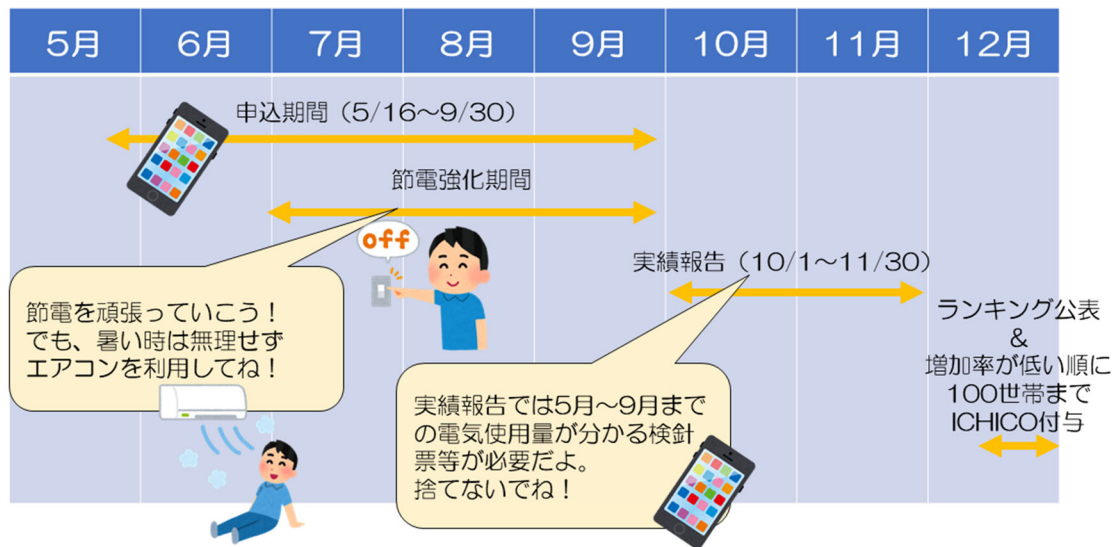 5月 6月 7月 8月 9月 10月 11月 12月
申込期間（5/16～9/30）
節電強化期間
off
節電を頑張っていこう！
でも、暑い時は無理せず
エアコンを利用してね！
実績報告（10/1～11/30）
実績報告では5月～9月まで
の電気使用量が分かる検針
票等が必要だよ。
捨てないでね！
ランキング公表
&
増加率が低い順に
100世帯まで
ICHICO付与